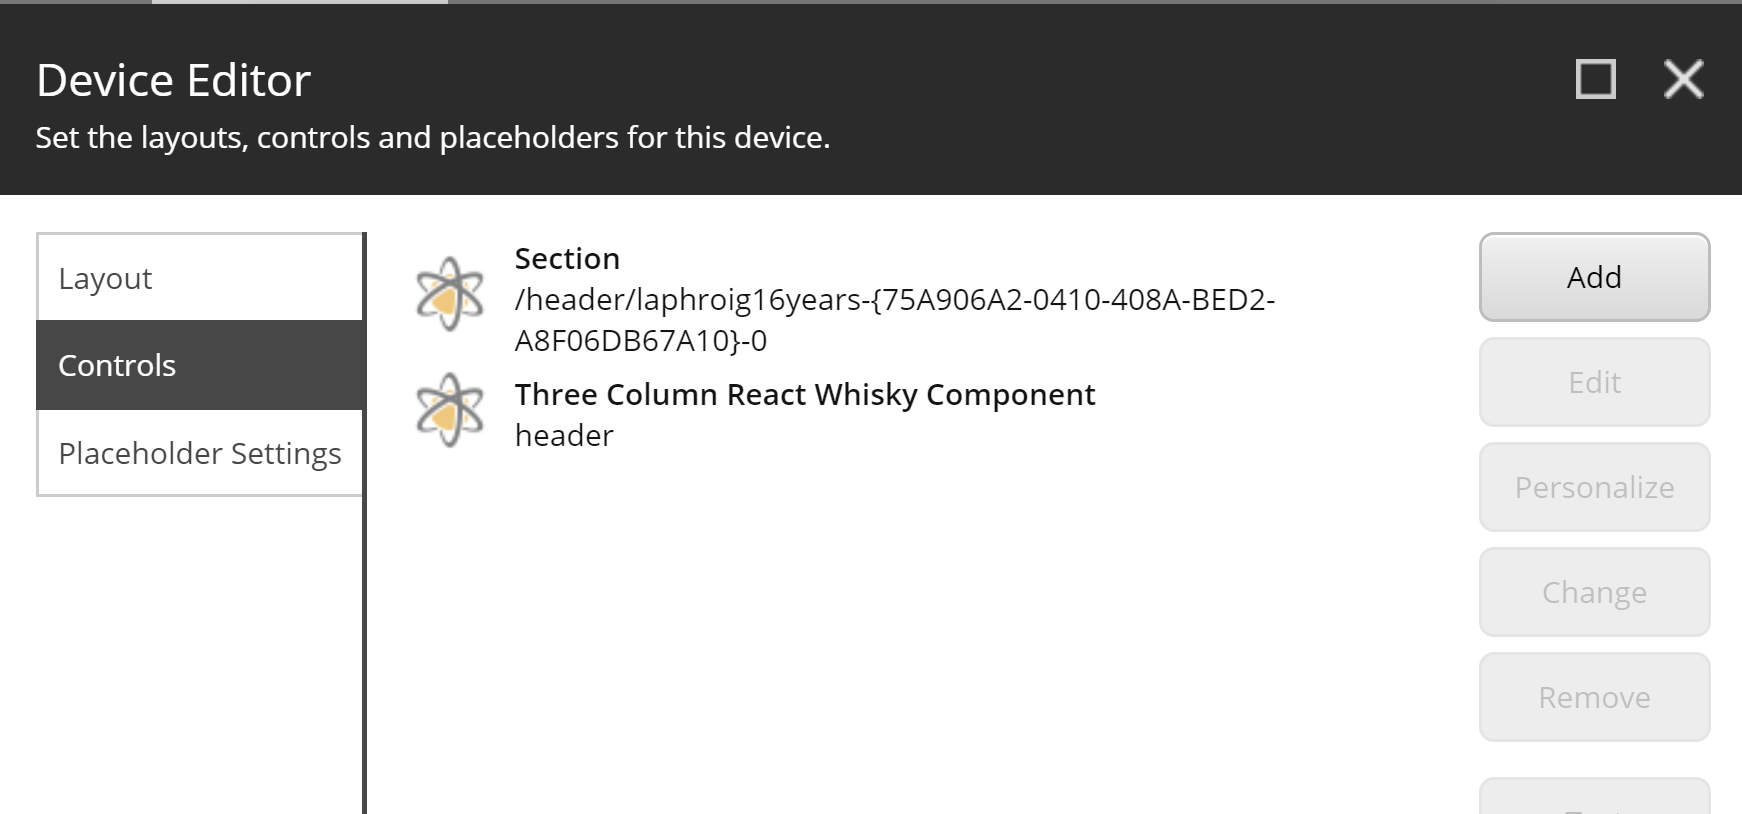 Device Editor
Set the layouts, controls and placeholders for this device.
Layout
Controls
Placeholder Settings
Section
/header/laphroig16years-{75A906A2-0410-408A-BED2-
A8F06DB67A10}-0
Three Column React Whisky Component
header
Add
Edit
Personalize
Change
Remove